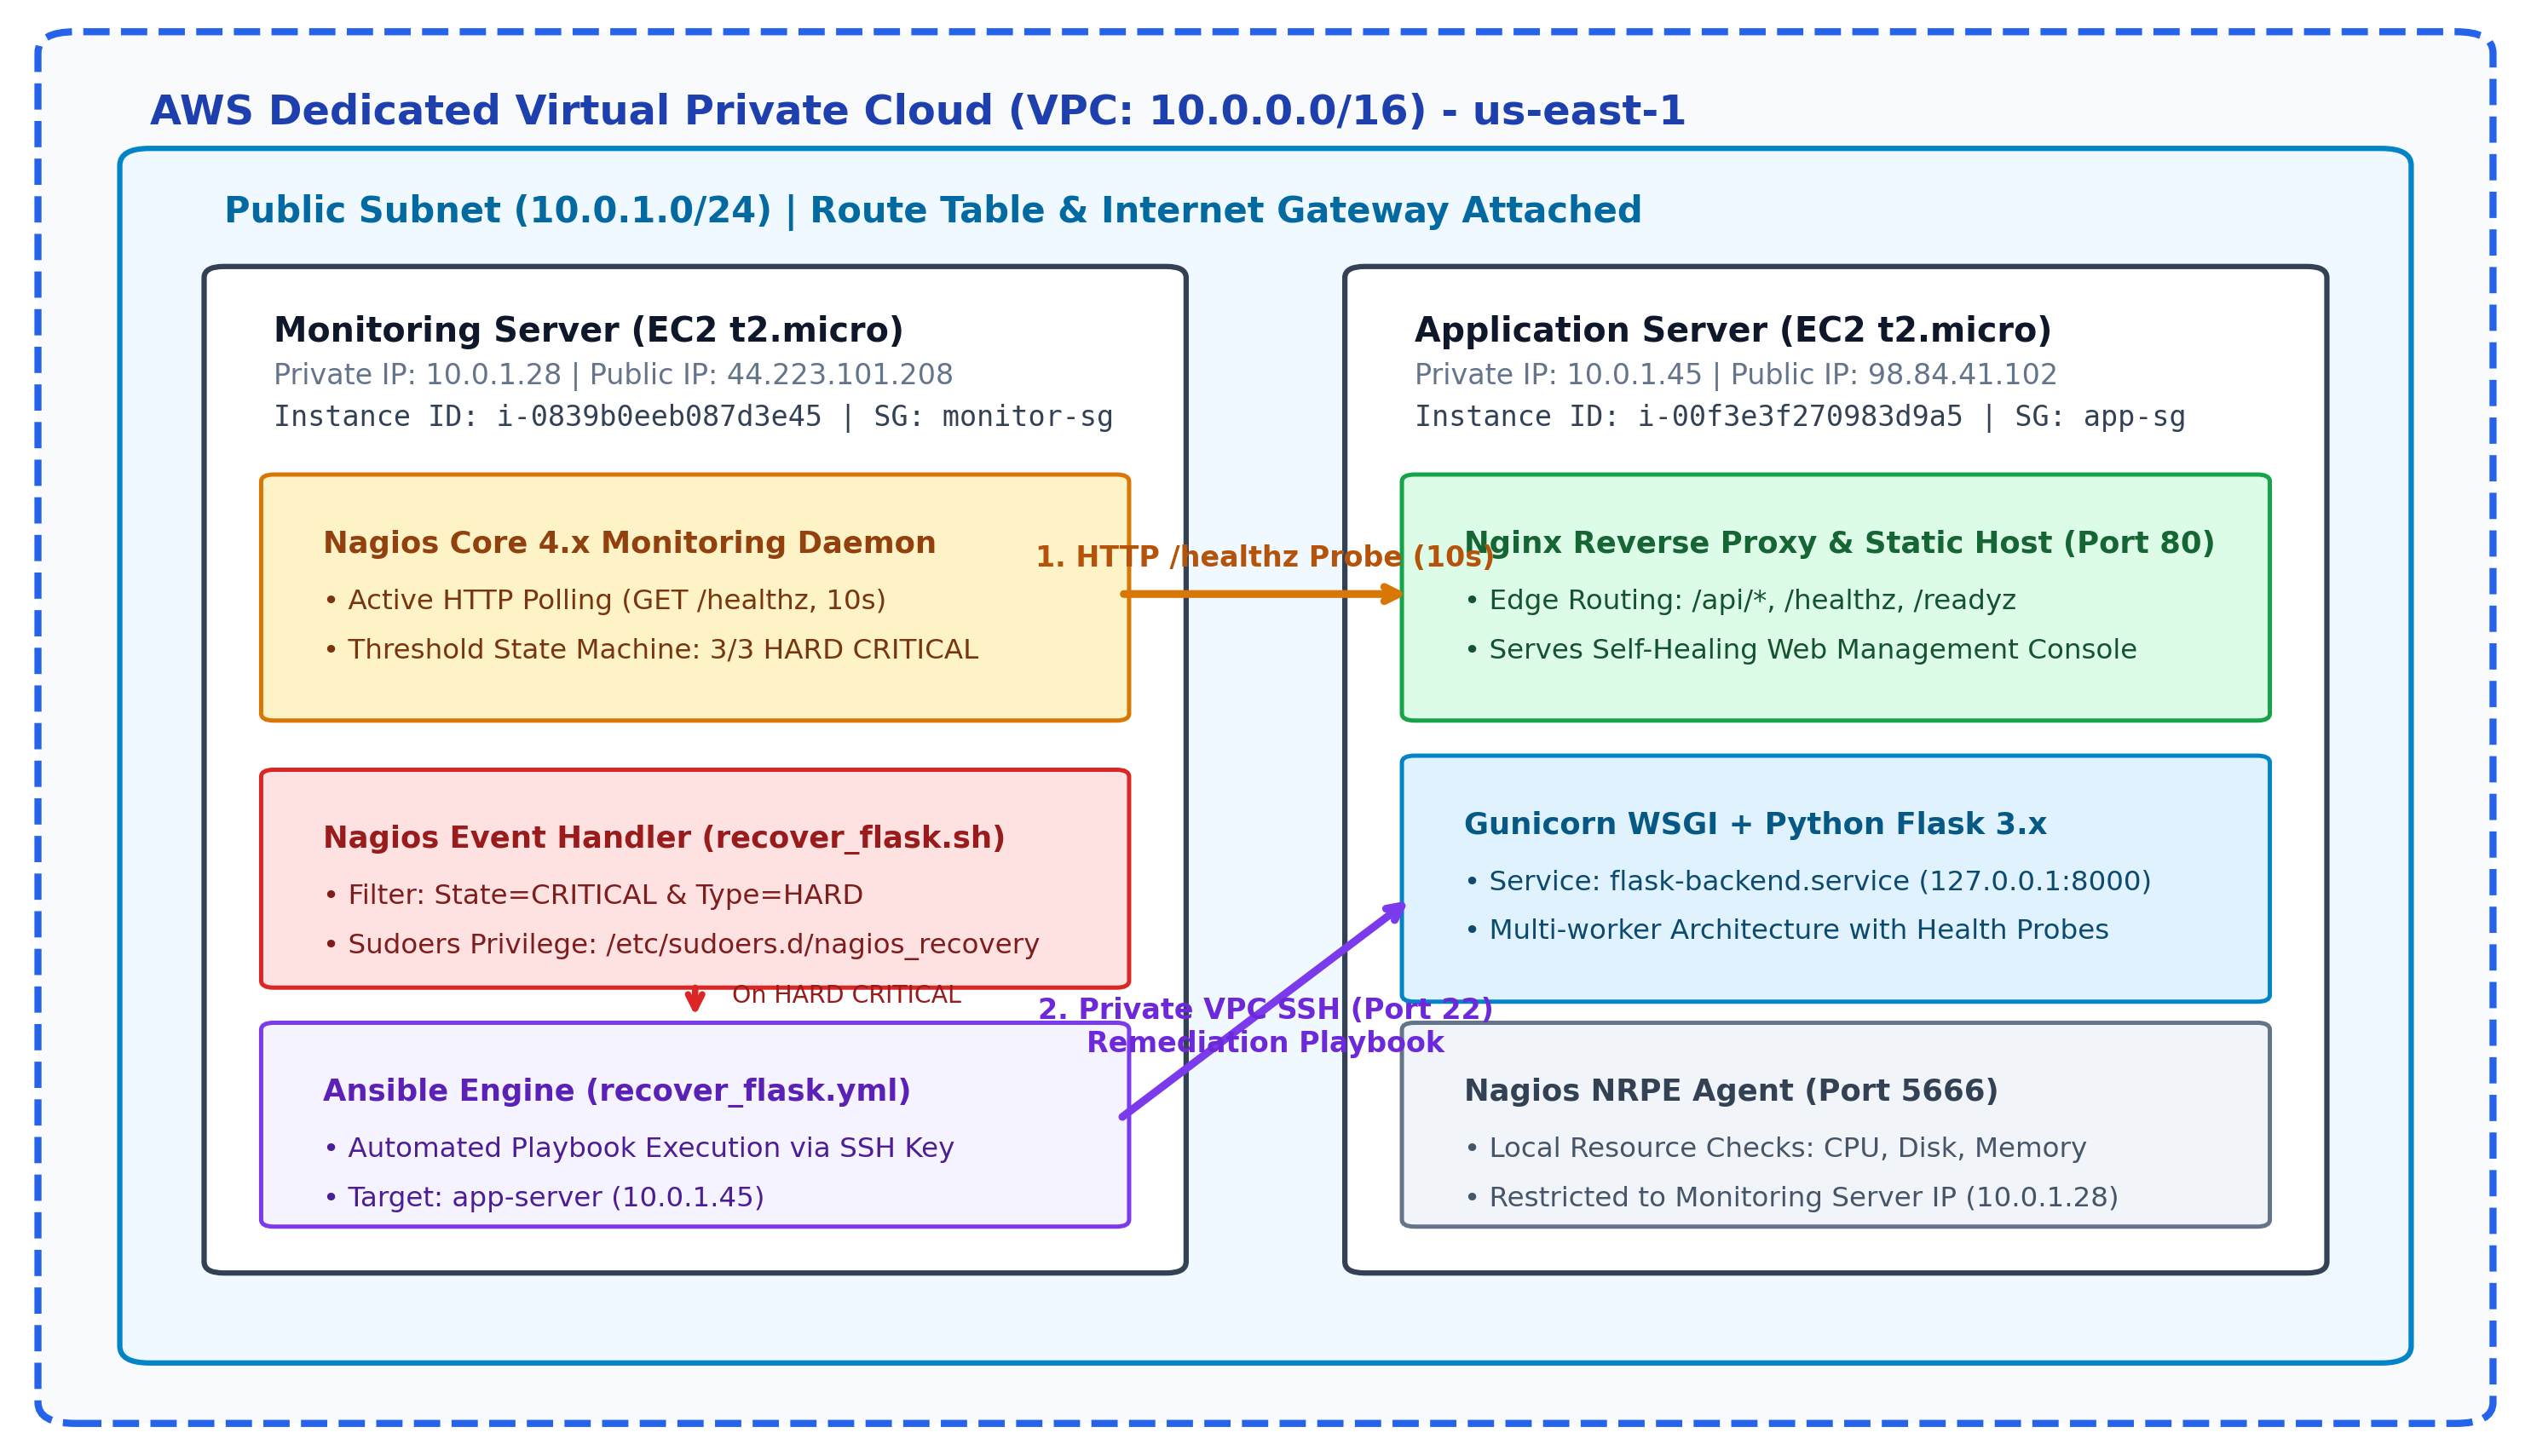 AWS Dedicated Virtual Private Cloud (VPC: 10.0.0.0/16) - us-east-1
Public Subnet (10.0.1.0/24) | Route Table & Internet Gateway Attached
Monitoring Server (EC2 t2.micro)
Private IP: 10.0.1.28 | Public IP: 44.223.101.208
Instance ID: i-0839b0eeb087d3e45 | SG: monitor-sg
Nagios Core 4.x Monitoring Daemon
• Active HTTP Polling (GET /healthz, 10s)
• Threshold State Machine: 3/3 HARD CRITICAL
Nagios Event Handler (recover_flask.sh)
• Filter: State=CRITICAL & Type=HARD
• Sudoers Privilege: /etc/sudoers.d/nagios_recovery
On HARD CRITICAL
Ansible Engine (recover_flask.yml)
• Automated Playbook Execution via SSH Key
• Target: app-server (10.0.1.45)
1. HTTP /healthz Probe (10s)
2. Private VPC SSH (Port 22)
Remediation Playbook
Application Server (EC2 t2.micro)
Private IP: 10.0.1.45 | Public IP: 98.84.41.102
Instance ID: i-00f3e3f270983d9a5 | SG: app-sg
Nginx Reverse Proxy & Static Host (Port 80)
• Edge Routing: /api/*, /healthz, /readyz
• Serves Self-Healing Web Management Console
Gunicorn WSGI + Python Flask 3.x
• Service: flask-backend.service (127.0.0.1:8000)
• Multi-worker Architecture with Health Probes
Nagios NRPE Agent (Port 5666)
• Local Resource Checks: CPU, Disk, Memory
• Restricted to Monitoring Server IP (10.0.1.28)